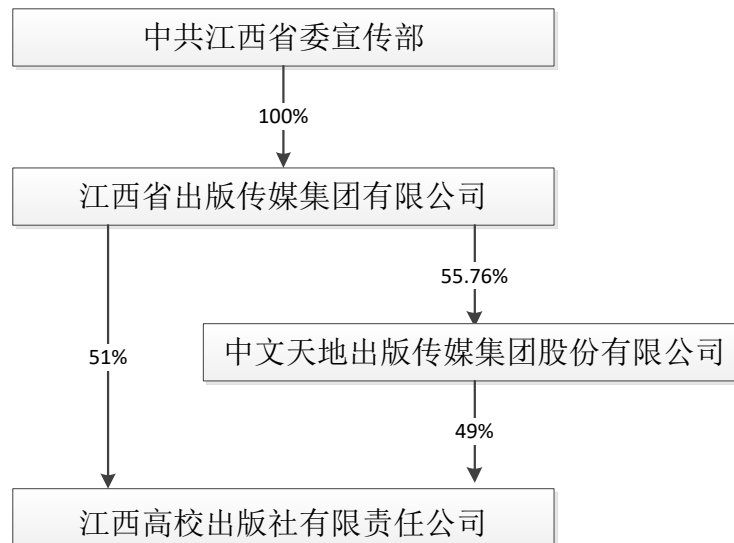 中共江西省委宣传部
100%
江西省出版传媒集团有限公司
55.76%
中文天地出版传媒集团股份有限公司
51%
49%
江西高校出版社有限责任公司